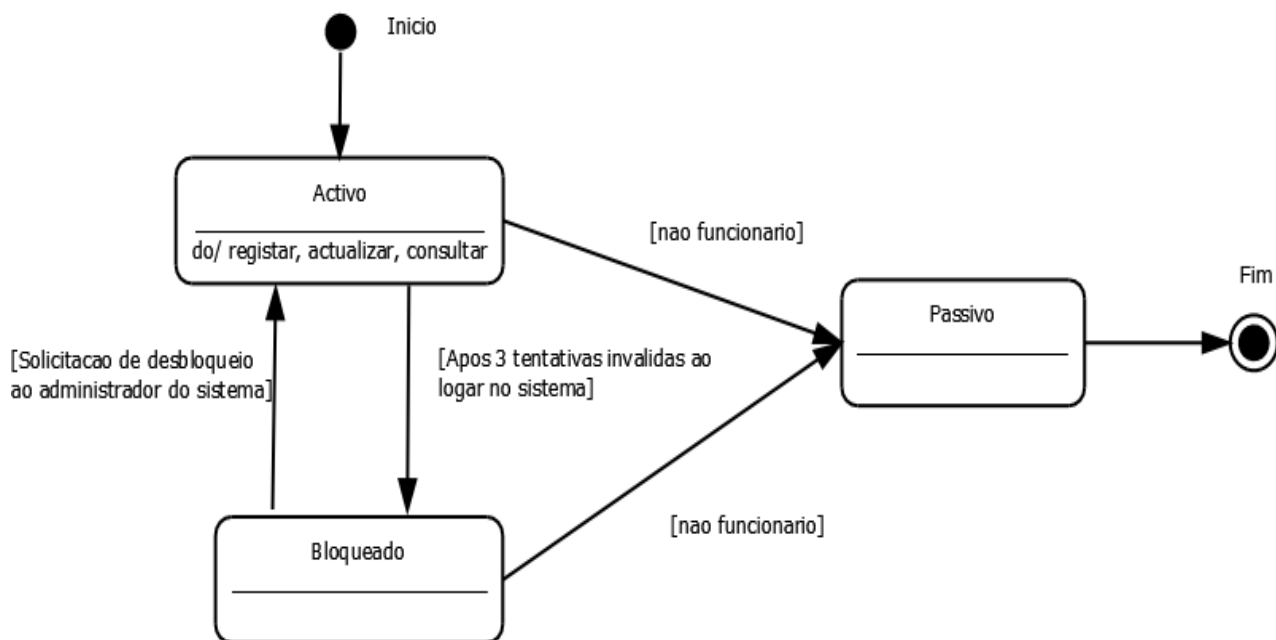 Inicio
Activo
do/ registar, actualizar, consultar
[nao funcionario]
Fim
Passivo
[Solicitacao de desbloqueio
ao administrador do sistema]
[Apos 3 tentativas invalidas ao
logar no sistema]
[nao funcionario]
Bloqueado